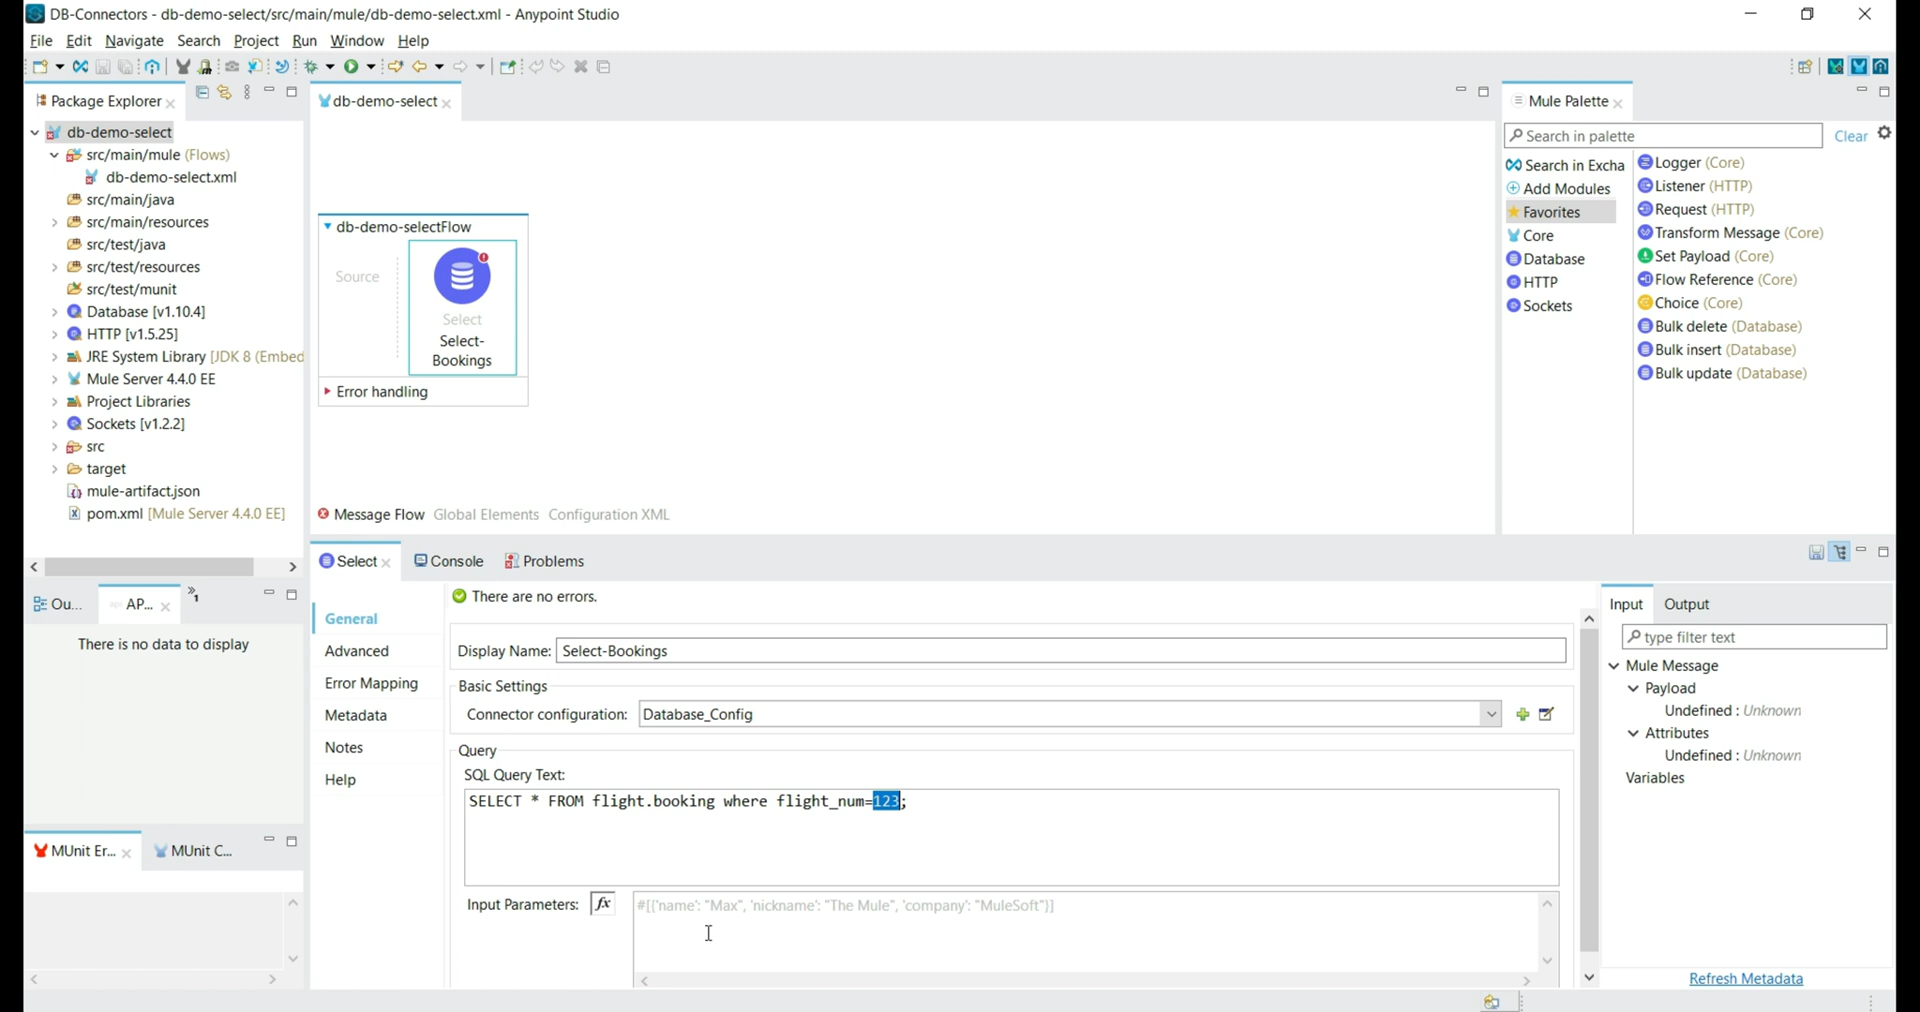 DB-Connectors - db-demo-select/src/main/mule/db-demo-select.xml - Anypoint Studio
File Edit Navigate Search Project Run Window Help
Package Explorer
db-demo-select
src/main/mule (Flows)
db-demo-select.xml
src/main/java
src/main/resources
src/test/java
src/test/resources
src/test/munit
Database [v1.10.4]
HTTP [v1.5.25]
JRE System Library [JDK 8 (Embed
Mule Server 4.4.0 EE
Project Libraries
Sockets [v1.2.2]
src
target
mule-artifact.json
pom.xml [Mule Server 4.4.0 EE]
db-demo-select
db-demo-selectFlow
Source
Select
Select-
Bookings
Error handling
Message Flow Global Elements Configuration XML
Mule Palette
Search in palette
Clear
Search in Excha
Add Modules
Favorites
Core
Database
HTTP
Sockets
Logger (Core)
Listener (HTTP)
Request (HTTP)
Transform Message (Core)
Set Payload (Core)
Flow Reference (Core)
Choice (Core)
Bulk delete (Database)
Bulk insert (Database)
Bulk update (Database)
Ou... AP... 1
There is no data to display
MUnit Er... MUnit C...
Select Console Problems
There are no errors.
General
Advanced
Error Mapping
Metadata
Notes
Help
Display Name: Select-Bookings
Basic Settings
Connector configuration: Database_Config
Query
SQL Query Text:
SELECT * FROM flight.booking where flight_num=123;
Input Parameters: fx #[{'name': "Max", 'nickname': "The Mule", 'company': "MuleSoft"}]
Input Output
type filter text
Mule Message
Payload
Undefined : Unknown
Attributes
Undefined : Unknown
Variables
Refresh Metadata